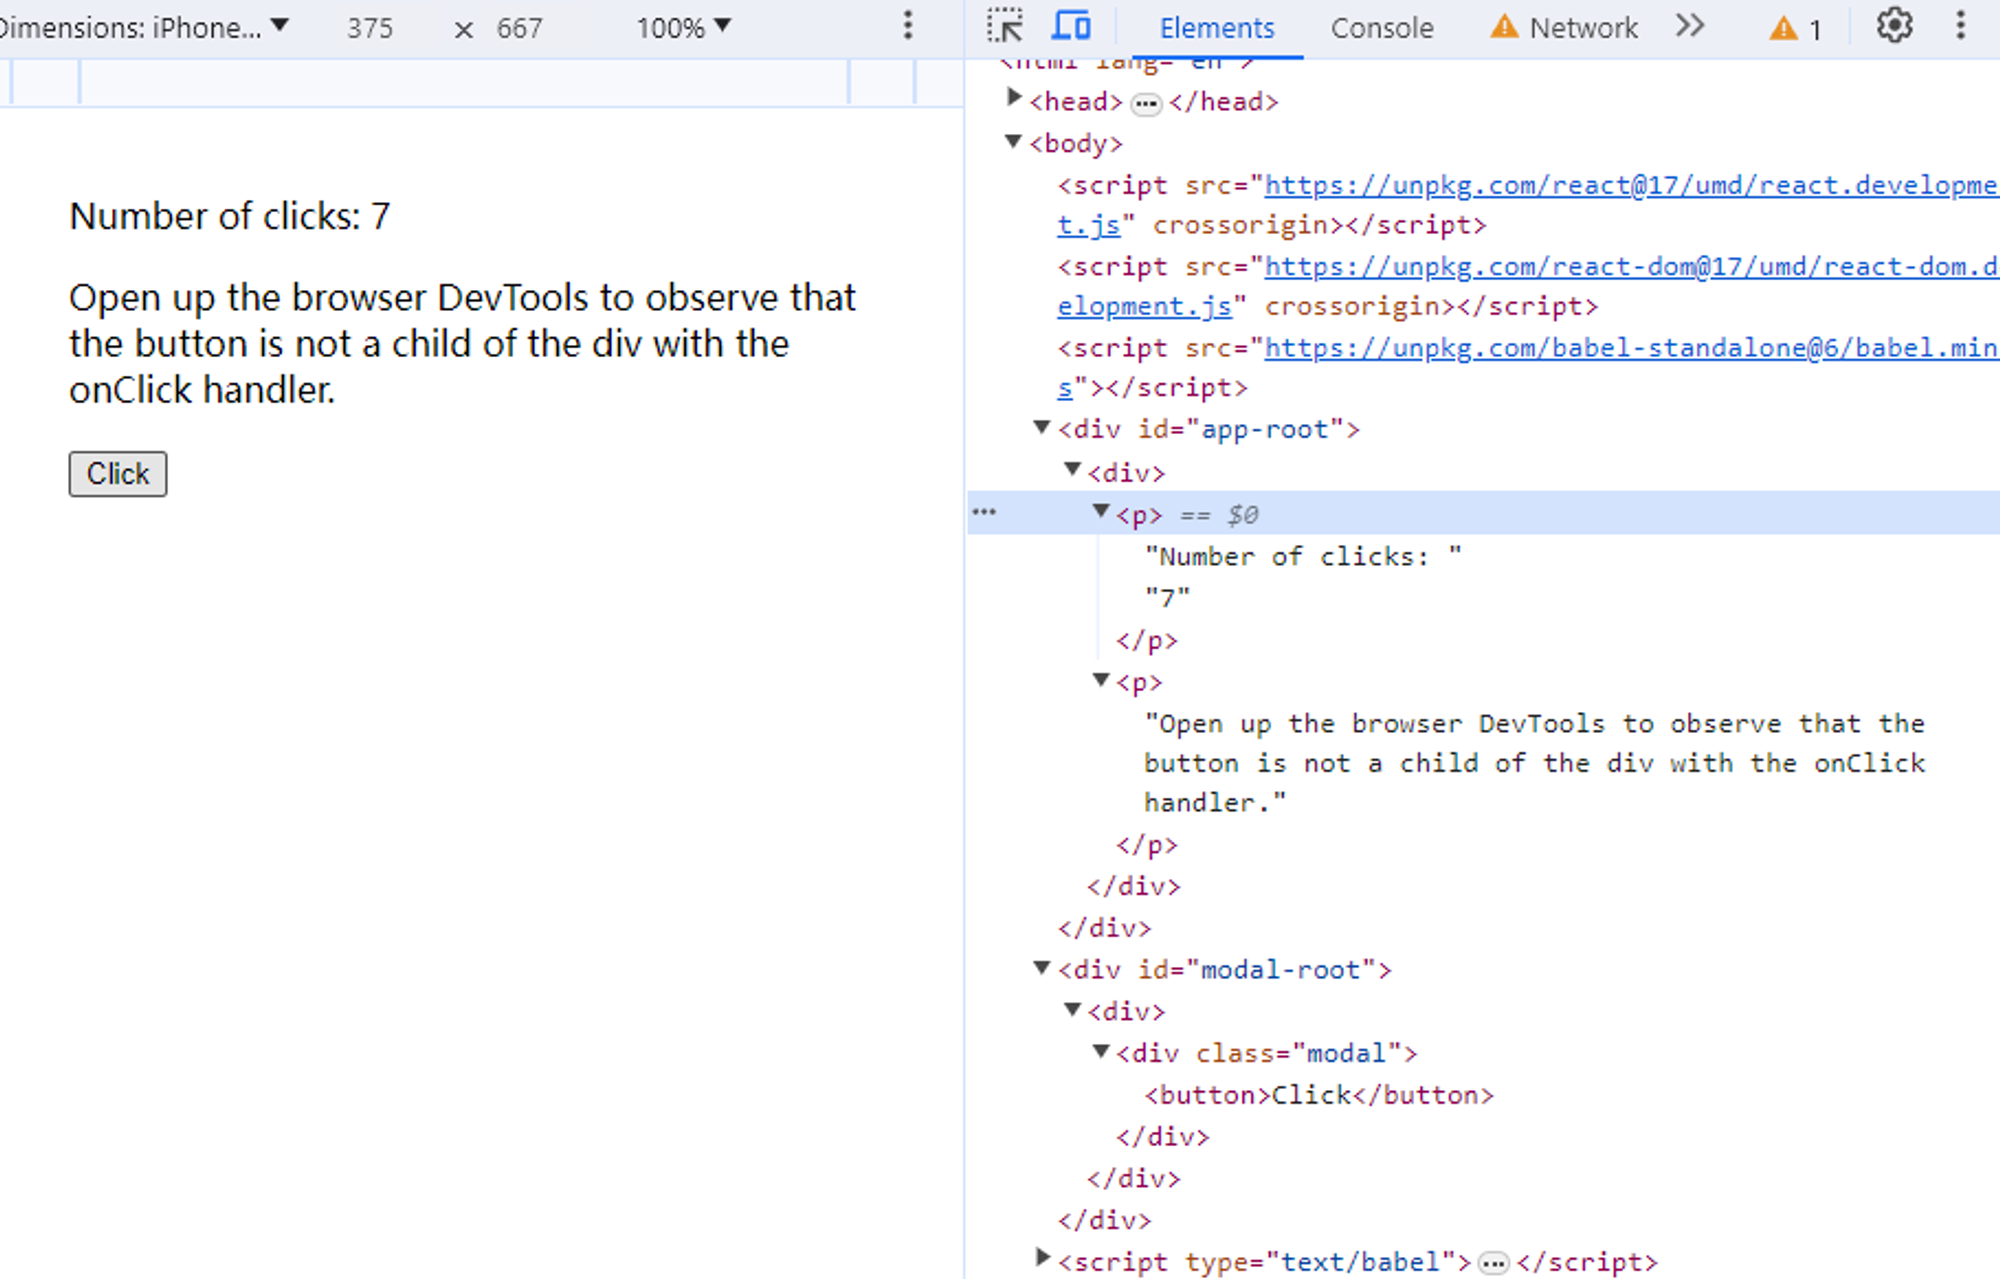 Dimensions: iPhone... 375 × 667 100%
Number of clicks: 7
Open up the browser DevTools to observe that
the button is not a child of the div with the
onClick handler.
Click
Elements Console Network 1
<html lang="en">
<head> ... </head>
<body>
<script src="https://unpkg.com/react@17/umd/react.developme
t.js" crossorigin></script>
<script src="https://unpkg.com/react-dom@17/umd/react-dom.d
elopment.js" crossorigin></script>
<script src="https://unpkg.com/babel-standalone@6/babel.min
s"></script>
<div id="app-root">
<div>
... <p> == $0
"Number of clicks: "
"7"
</p>
<p>
"Open up the browser DevTools to observe that the
button is not a child of the div with the onClick
handler."
</p>
</div>
</div>
<div id="modal-root">
<div>
<div class="modal">
<button>Click</button>
</div>
</div>
</div>
<script type="text/babel"> ... </script>